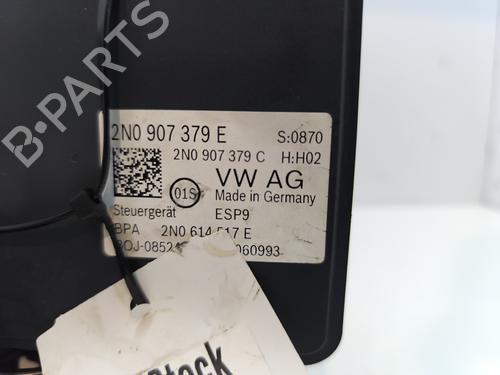 2N0 907 379 E S:0870
2N0 907 379 C H:H02
01S VW AG
Made in Germany
Steuergerät ESP9
BPA 2N0 614 517 E
060993
Stock
B-PARTS